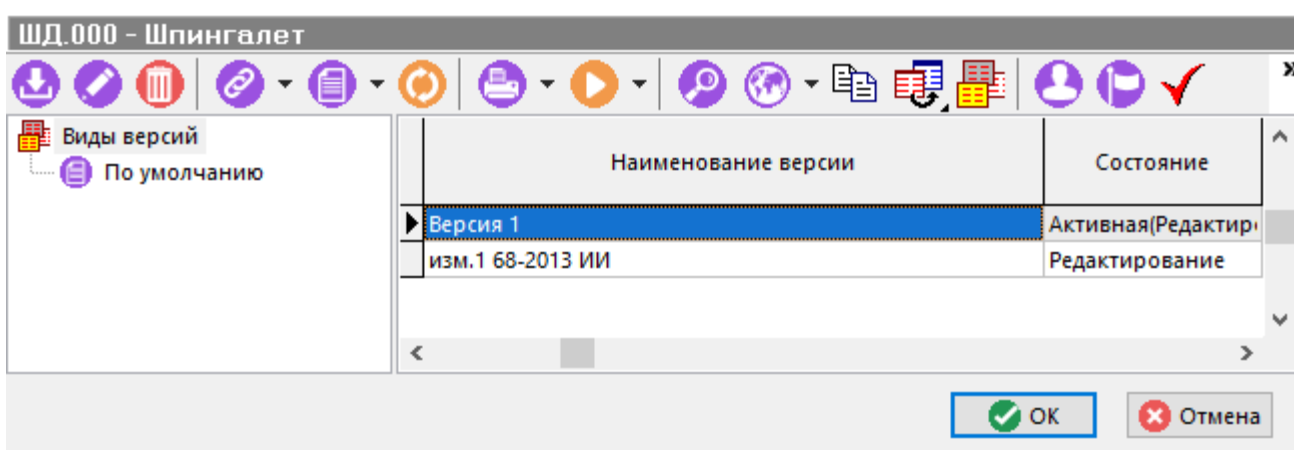 ШД.000 - Шпингалет
Виды версий
По умолчанию
Наименование версии
Состояние
Версия 1
Активная(Редактир
изм.1 68-2013 ИИ
Редактирование
ОК
Отмена